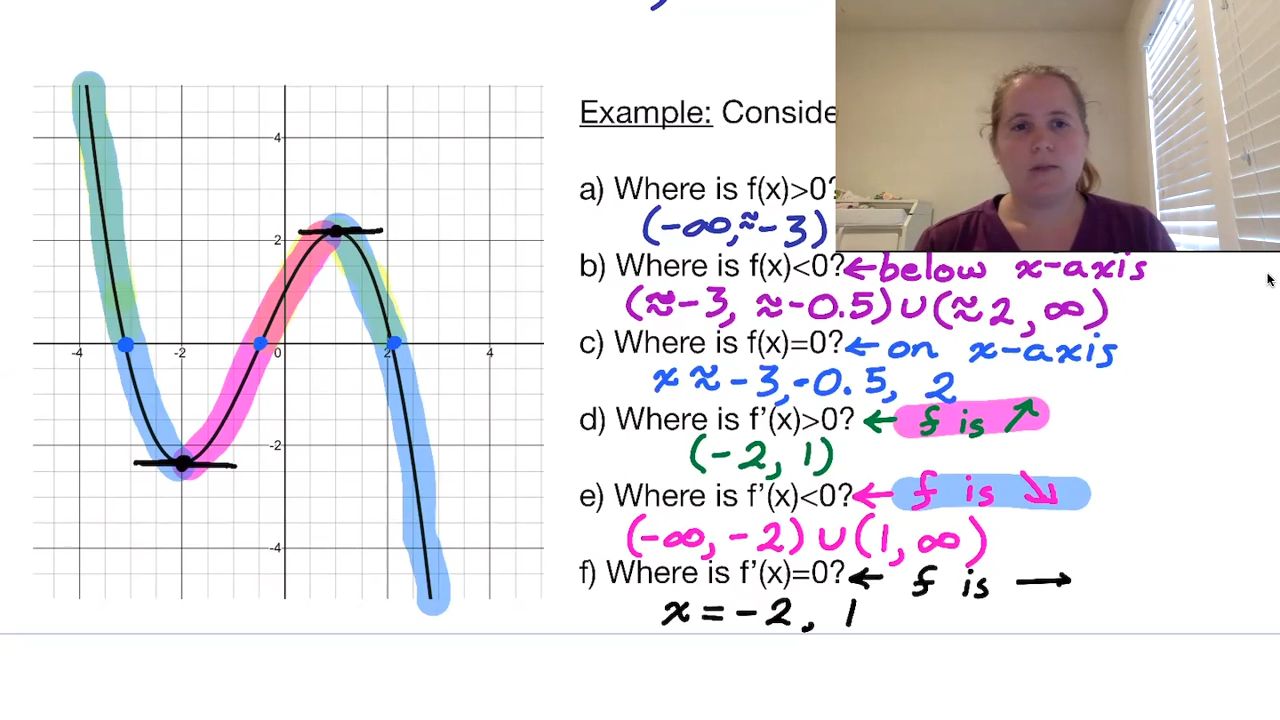 4
2
-4
-2
0
2
4
-2
-4
Example: Conside
a) Where is f(x)>0?
(-∞,≈-3)
b) Where is f(x)<0? ← below x-axis
(≈-3, ≈-0.5)∪(≈2, ∞)
c) Where is f(x)=0? ← on x-axis
x ≈ -3, -0.5, 2
d) Where is f'(x)>0? ← f is ↗
(-2, 1)
e) Where is f'(x)<0? ← f is ↘
(-∞, -2)∪(1, ∞)
f) Where is f'(x)=0? ← f is →
x = -2, 1